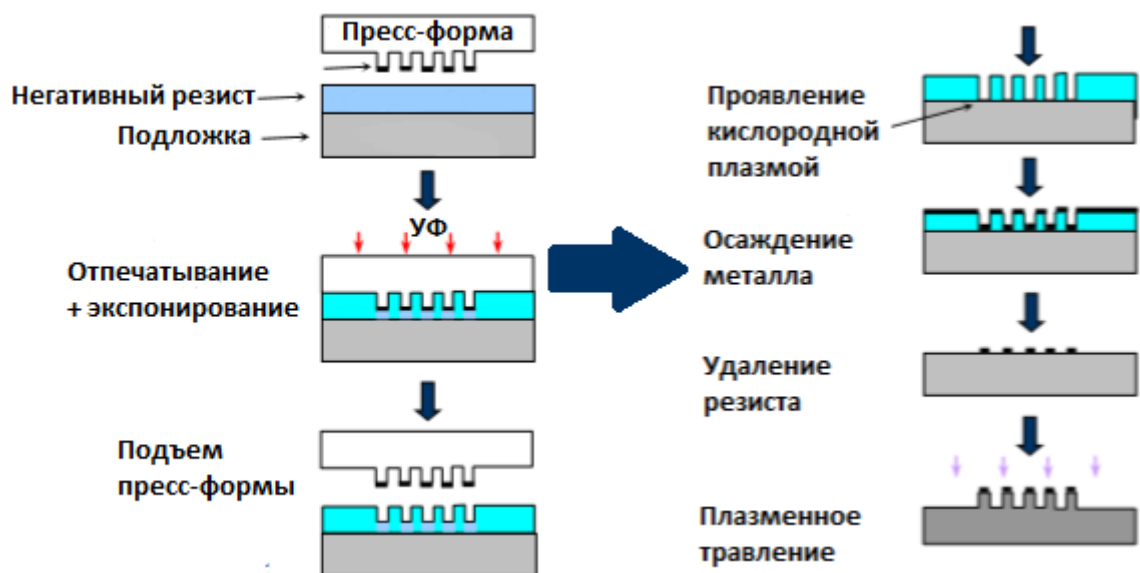 Пресс-форма
Негативный резист
Подложка
УФ
Отпечатывание
+ экспонирование
Подъем
пресс-формы
Проявление
кислородной
плазмой
Осаждение
металла
Удаление
резиста
Плазменное
травление